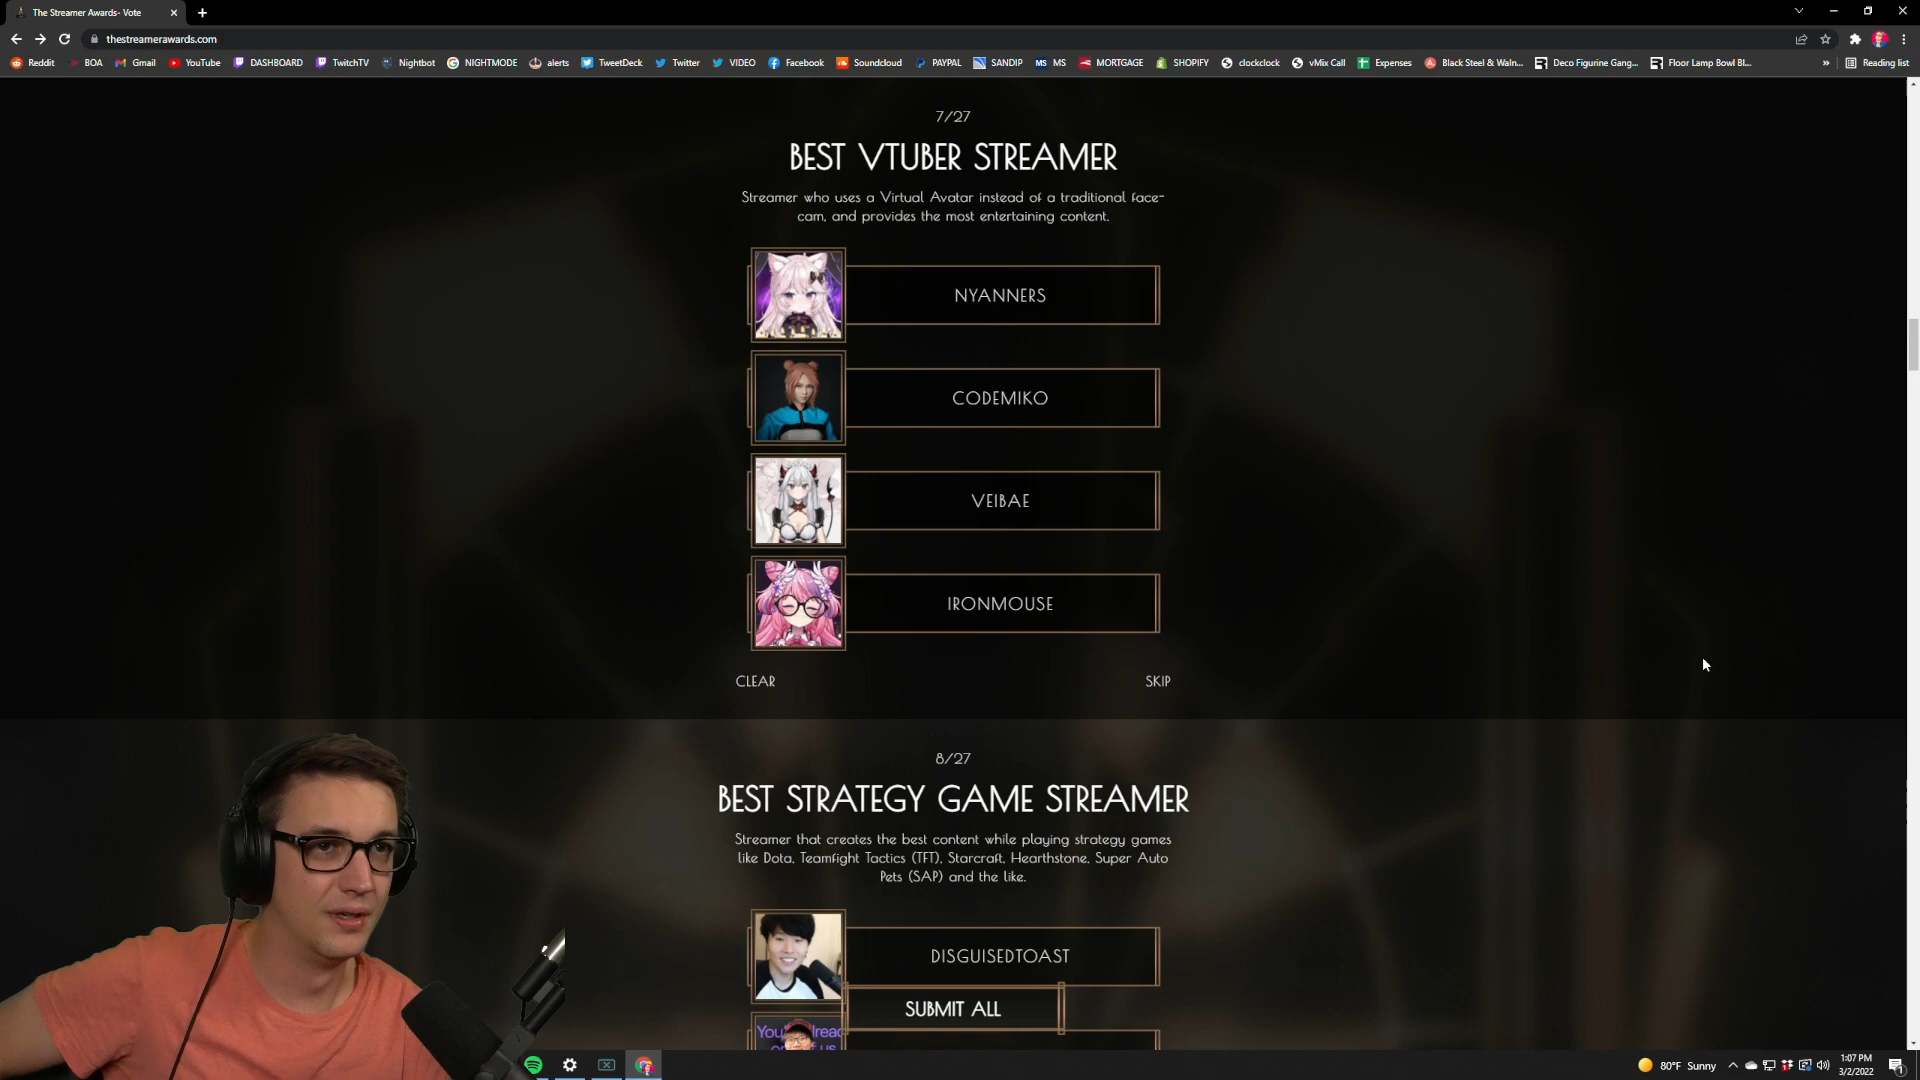 The Streamer Awards- Vote
thestreamerawards.com
Reddit BOA Gmail YouTube DASHBOARD TwitchTV Nightbot NIGHTMODE alerts TweetDeck Twitter VIDEO Facebook Soundcloud PAYPAL SANDIP MS MS MORTGAGE SHOPIFY clockclock vMix Call Expenses Black Steel & Waln... Deco Figurine Gang... Floor Lamp Bowl Bl... » Reading list
7/27
BEST VTUBER STREAMER
Streamer who uses a Virtual Avatar instead of a traditional face-
cam, and provides the most entertaining content.
NYANNERS
CODEMIKO
VEIBAE
IRONMOUSE
CLEAR SKIP
8/27
BEST STRATEGY GAME STREAMER
Streamer that creates the best content while playing strategy games
like Dota, Teamfight Tactics (TFT), Starcraft, Hearthstone, Super Auto
Pets (SAP) and the like.
DISGUISEDTOAST
SUBMIT ALL
80°F Sunny
1:07 PM
3/2/2022